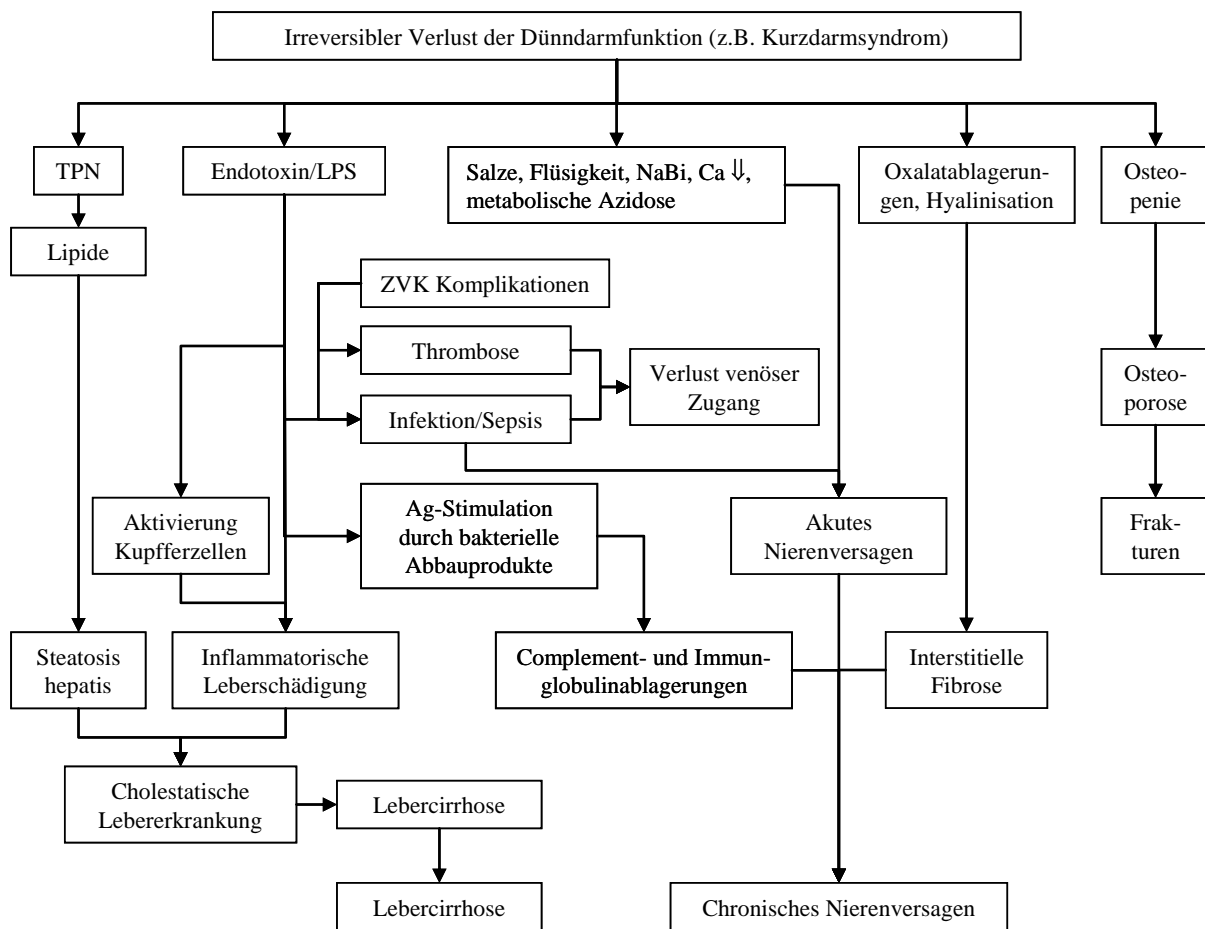 Irreversibler Verlust der Dünndarmfunktion (z.B. Kurzdarmsyndrom)
TPN
Endotoxin/LPS
Salze, Flüsigkeit, NaBi, Ca ⇓,
metabolische Azidose
Oxalatablagerun-
gen, Hyalinisation
Osteo-
penie
Lipide
ZVK Komplikationen
Thrombose
Infektion/Sepsis
Verlust venöser
Zugang
Osteo-
porose
Aktivierung
Kupfferzellen
Ag-Stimulation
durch bakterielle
Abbauprodukte
Akutes
Nierenversagen
Frak-
turen
Steatosis
hepatis
Inflammatorische
Leberschädigung
Complement- und Immun-
globulinablagerungen
Interstitielle
Fibrose
Cholestatische
Lebererkrankung
Lebercirrhose
Lebercirrhose
Chronisches Nierenversagen